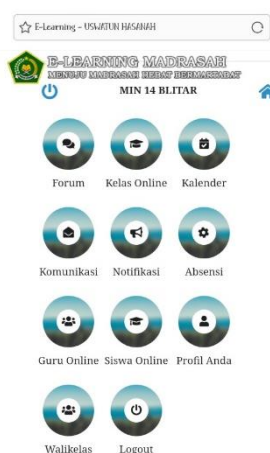 E-Learning - USWATUN HASANAH
E-LEARNING MADRASAH
MENUJU MADRASAH HEBAT BERMARTABAT
MIN 14 BLITAR
Forum Kelas Online Kalender
Komunikasi Notifikasi Absensi
Guru Online Siswa Online Profil Anda
Walikelas Logout